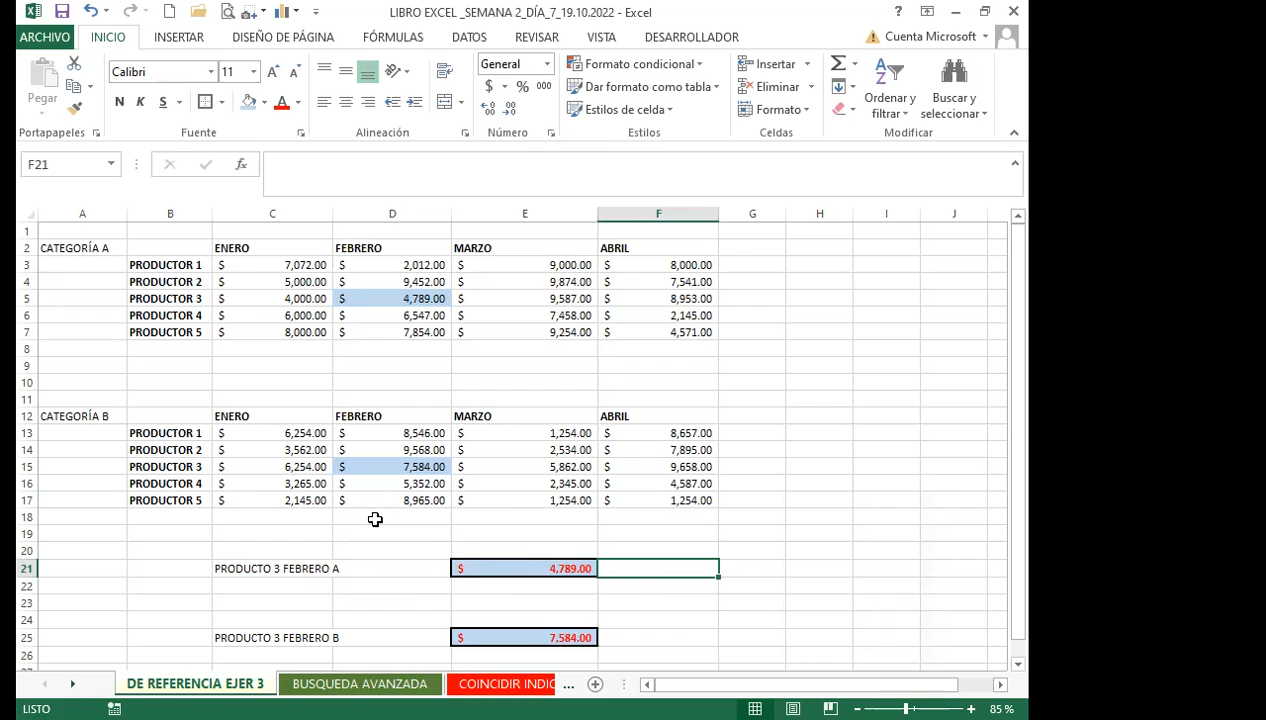 LIBRO EXCEL _SEMANA 2_DÍA_7_19.10.2022 - Excel
ARCHIVO INICIO INSERTAR DISEÑO DE PÁGINA FÓRMULAS DATOS REVISAR VISTA DESARROLLADOR Cuenta Microsoft
Calibri 11 General Formato condicional Insertar
Pegar N K S $ % 000 Dar formato como tabla Eliminar Ordenar y filtrar Buscar y seleccionar
Estilos de celda Formato
Portapapeles Fuente Alineación Número Estilos Celdas Modificar
F21 fx
A B C D E F G H I J
1
2 CATEGORÍA A ENERO FEBRERO MARZO ABRIL
3 PRODUCTOR 1 $ 7,072.00 $ 2,012.00 $ 9,000.00 $ 8,000.00
4 PRODUCTOR 2 $ 5,000.00 $ 9,452.00 $ 9,874.00 $ 7,541.00
5 PRODUCTOR 3 $ 4,000.00 $ 4,789.00 $ 9,587.00 $ 8,953.00
6 PRODUCTOR 4 $ 6,000.00 $ 6,547.00 $ 7,458.00 $ 2,145.00
7 PRODUCTOR 5 $ 8,000.00 $ 7,854.00 $ 9,254.00 $ 4,571.00
8
9
10
11
12 CATEGORÍA B ENERO FEBRERO MARZO ABRIL
13 PRODUCTOR 1 $ 6,254.00 $ 8,546.00 $ 1,254.00 $ 8,657.00
14 PRODUCTOR 2 $ 3,562.00 $ 9,568.00 $ 2,534.00 $ 7,895.00
15 PRODUCTOR 3 $ 6,254.00 $ 7,584.00 $ 5,862.00 $ 9,658.00
16 PRODUCTOR 4 $ 3,265.00 $ 5,352.00 $ 2,345.00 $ 4,587.00
17 PRODUCTOR 5 $ 2,145.00 $ 8,965.00 $ 1,254.00 $ 1,254.00
18
19
20
21 PRODUCTO 3 FEBRERO A $ 4,789.00
22
23
24
25 PRODUCTO 3 FEBRERO B $ 7,584.00
26
DE REFERENCIA EJER 3 BUSQUEDA AVANZADA COINCIDIR INDIC ...
LISTO 85 %